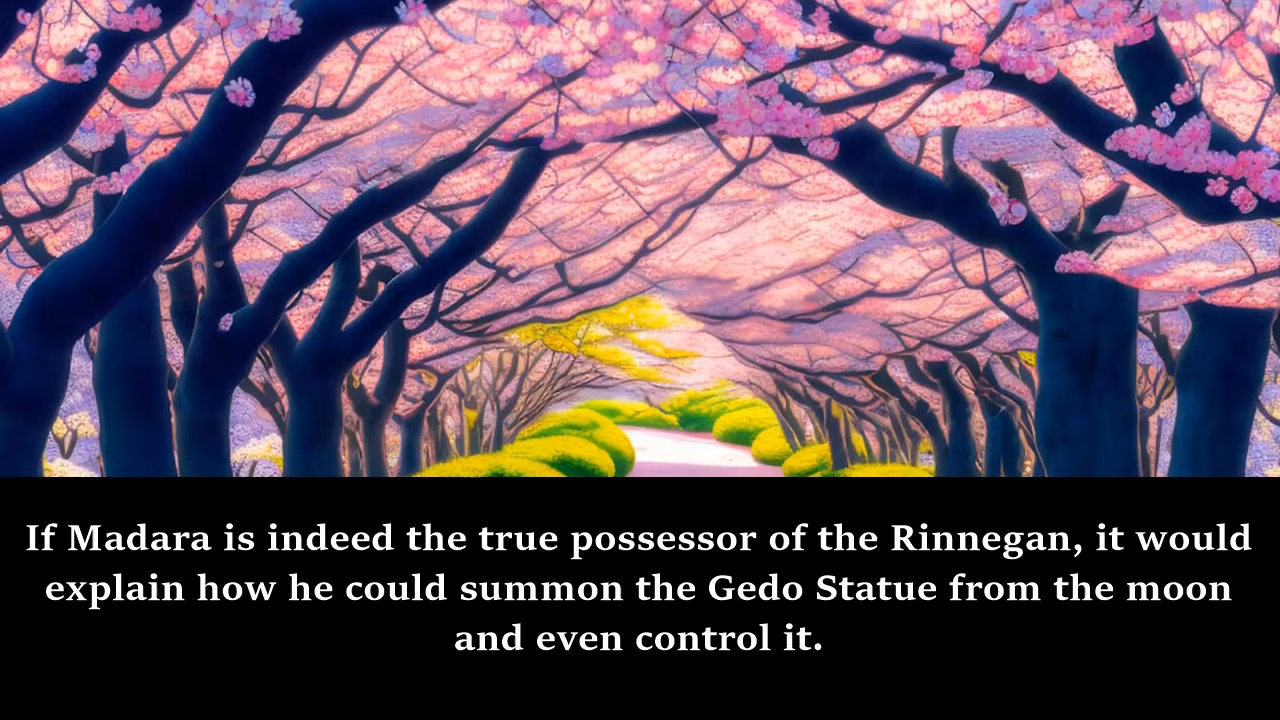 If Madara is indeed the true possessor of the Rinnegan, it would
explain how he could summon the Gedo Statue from the moon
and even control it.